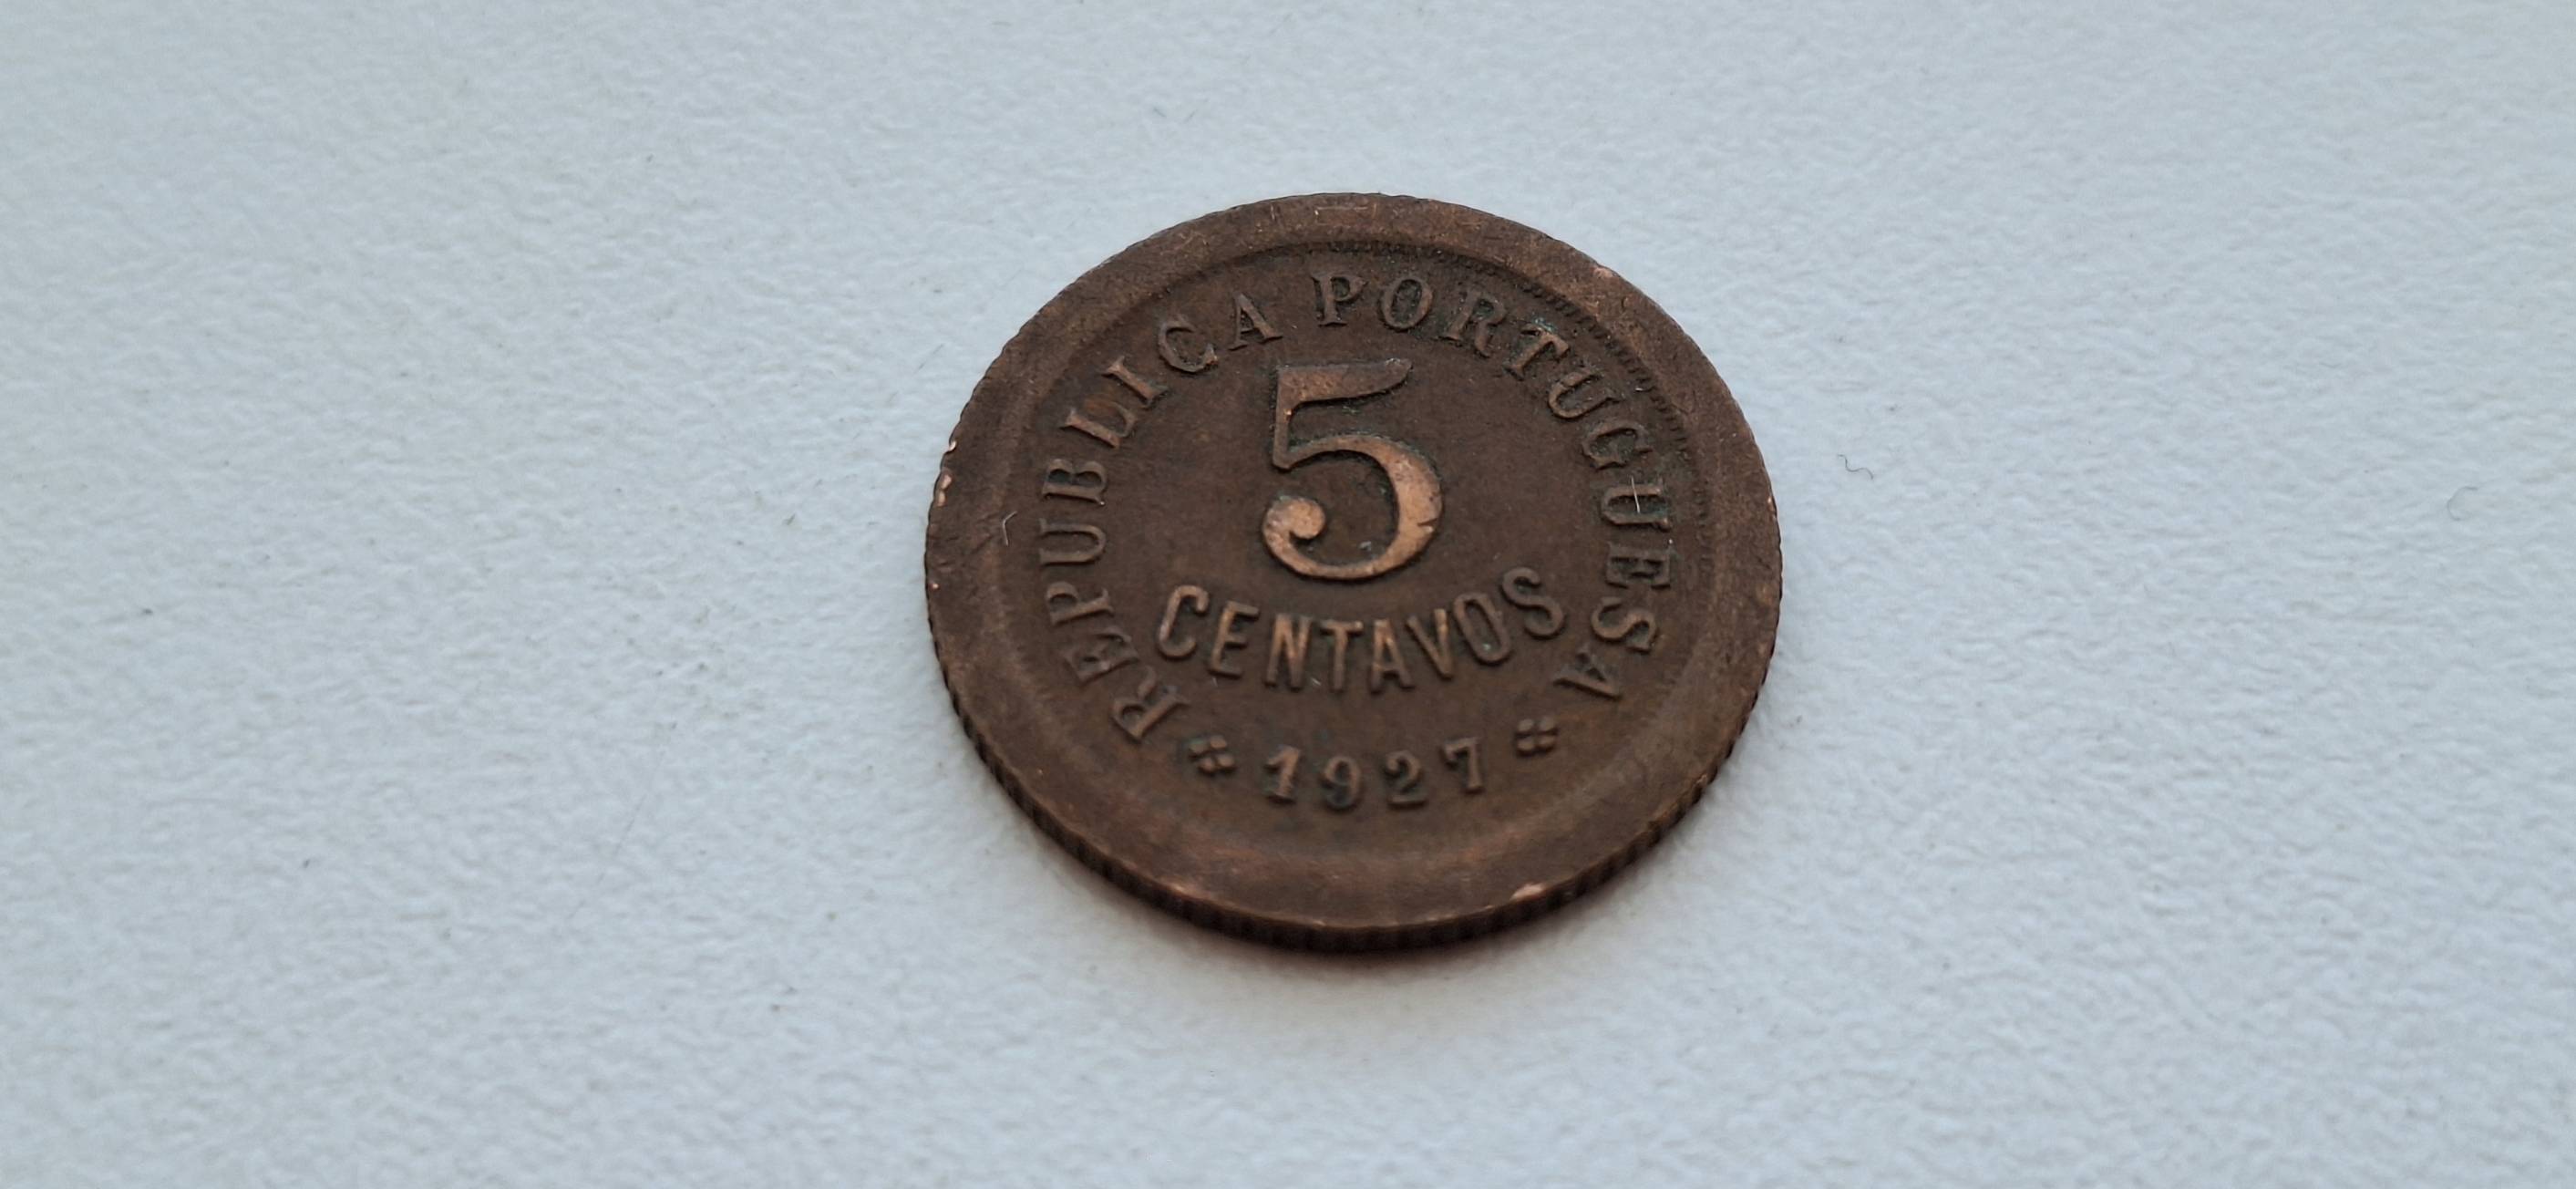 REPUBLICA PORTUGUESA
5
CENTAVOS
1927